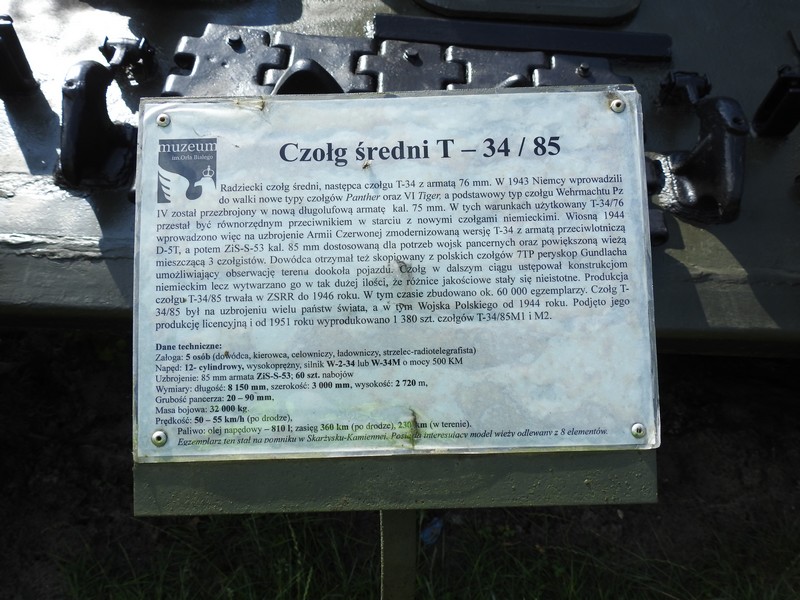 muzeum
im. Orła Białego
Czołg średni T – 34 / 85
Radziecki czołg średni, następca czołgu T-34 z armatą 76 mm. W 1943 Niemcy wprowadzili
do walki nowe typy czołgów Panther oraz VI Tiger, a podstawowy typ czołgu Wehrmachtu Pz
IV został przezbrojony w nową długolufową armatę kal. 75 mm. W tych warunkach użytkowany T-34/76
przestał być równorzędnym przeciwnikiem w starciu z nowymi czołgami niemieckimi. Wiosną 1944
wprowadzono więc na uzbrojenie Armii Czerwonej zmodernizowaną wersję T-34 z armatą przeciwlotniczą
D-5T, a potem ZiS-S-53 kal. 85 mm dostosowaną dla potrzeb wojsk pancernych oraz powiększoną wieżą
mieszczącą 3 czołgistów. Dowódca otrzymał też skopiowany z polskich czołgów 7TP peryskop Gundlacha
umożliwiający obserwację terenu dookoła pojazdu. Czołg w dalszym ciągu ustępował konstrukcjom
niemieckim lecz wytwarzano go w tak dużej ilości, że różnice jakościowe stały się nieistotne. Produkcja
czołgu T-34/85 trwała w ZSRR do 1946 roku. W tym czasie zbudowano ok. 60 000 egzemplarzy. Czołg T-
34/85 był na uzbrojeniu wielu państw świata, a w tym Wojska Polskiego od 1944 roku. Podjęto jego
produkcję licencyjną i od 1951 roku wyprodukowano 1 380 szt. czołgów T-34/85M1 i M2.
Dane techniczne:
Załoga: 5 osób (dowódca, kierowca, celowniczy, ładowniczy, strzelec-radiotelegrafista)
Napęd: 12- cylindrowy, wysokoprężny, silnik W-2-34 lub W-34M o mocy 500 KM
Uzbrojenie: 85 mm armata ZiS-S-53; 60 szt. nabojów
Wymiary: długość: 8 150 mm, szerokość: 3 000 mm, wysokość: 2 720 m,
Grubość pancerza: 20 – 90 mm,
Masa bojowa: 32 000 kg.
Prędkość: 50 – 55 km/h (po drodze),
Paliwo: olej napędowy – 810 l; zasięg 360 km (po drodze), 230 km (w terenie).
Egzemplarz ten stał na pomniku w Skarżysku-Kamiennej. Posiada interesujący model wieży odlewany z 8 elementów.